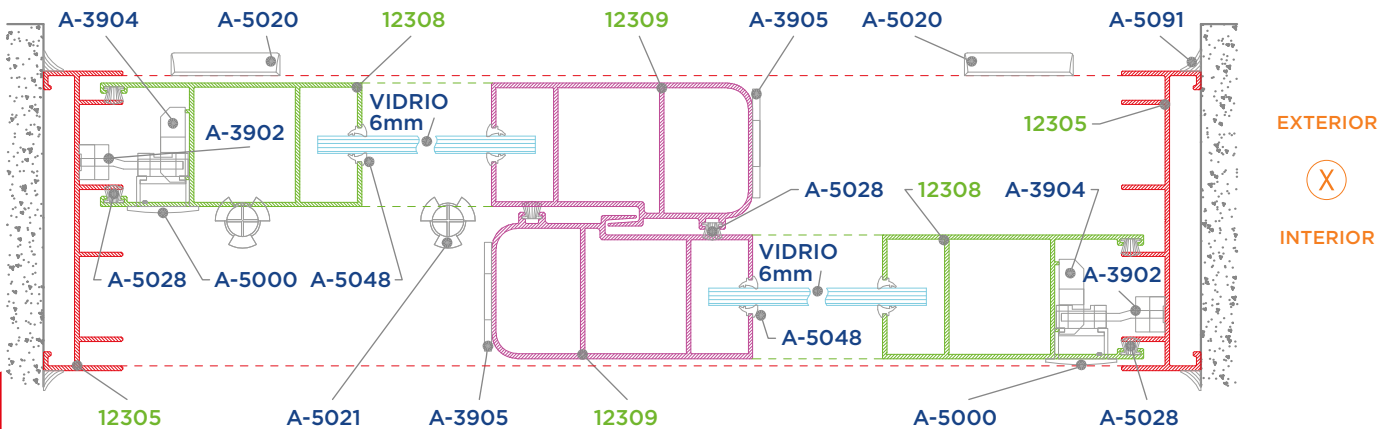 A-3904
A-5020
12308
12309
A-3905
A-5020
A-5091
VIDRIO
6mm
A-3902
12305
EXTERIOR
X
A-5028
12308
A-3904
INTERIOR
VIDRIO
6mm
A-5028
A-5000
A-5048
A-3902
A-5048
12305
A-5021
A-3905
12309
A-5000
A-5028